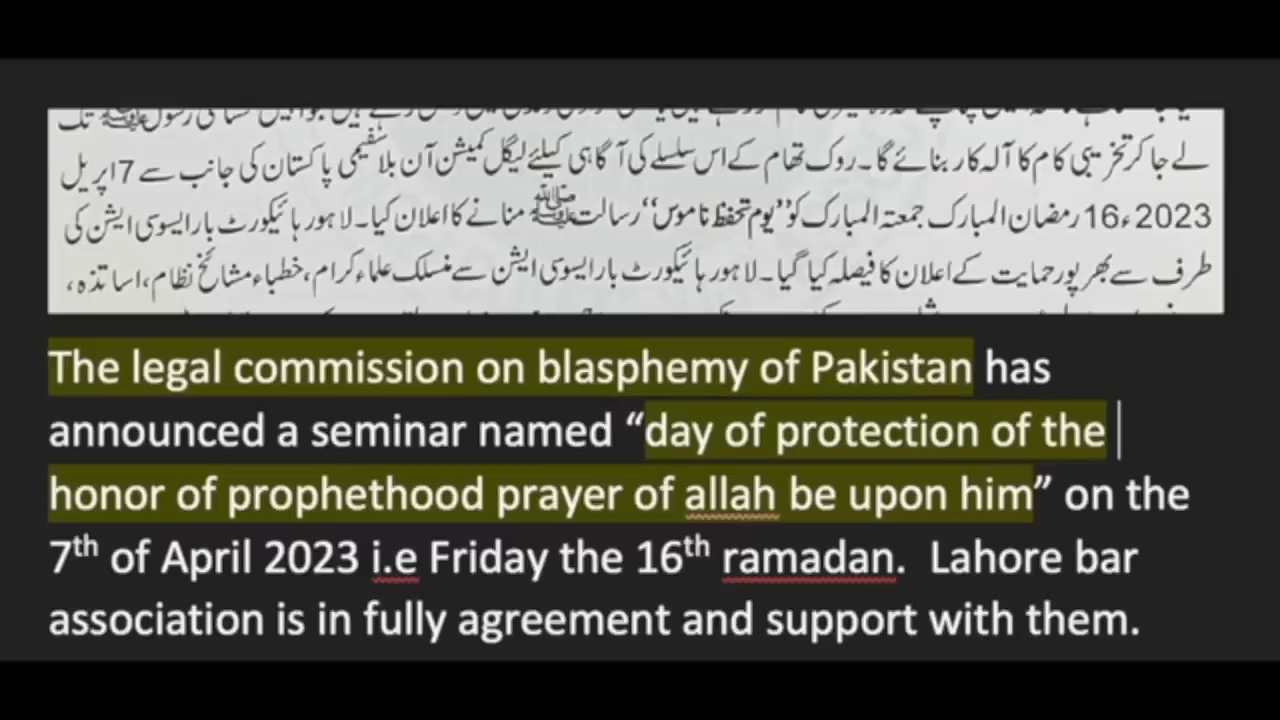 لے جا کر تخریبی کام کا آلہ کار بنائے گا۔ روک تھام کے اس سلسلے کی آگاہی کیلئے لیگل کمیشن آن بلاسفیمی پاکستان کی جانب سے 7 اپریل
2023ء، 16 رمضان المبارک جمعتہ المبارک کو ’’یوم تحفظ ناموس‘‘ رسالت ﷺ منانے کا اعلان کیا۔ لاہور ہائیکورٹ بار ایسوسی ایشن کی
طرف سے بھرپور حمایت کے اعلان کا فیصلہ کیا گیا۔ لاہور ہائیکورٹ بار ایسوسی ایشن سے منسلک علماء کرام، خطباء مشائخ نظام، اساتذہ،
The legal commission on blasphemy of Pakistan has
announced a seminar named “day of protection of the
honor of prophethood prayer of allah be upon him” on the
7th of April 2023 i.e Friday the 16th ramadan. Lahore bar
association is in fully agreement and support with them.